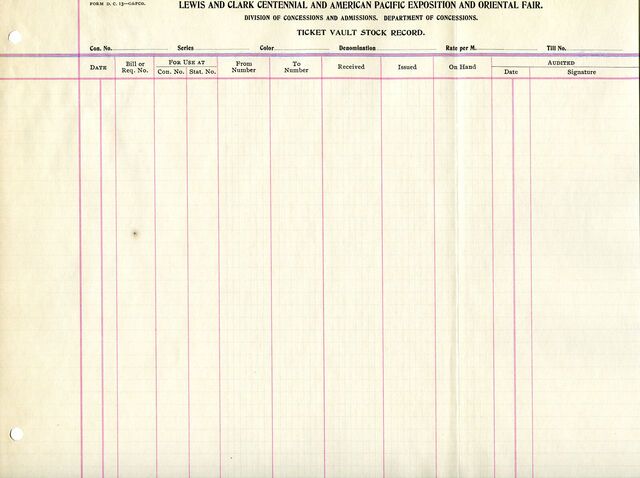 FORM D. C. 13—GAPCO.
LEWIS AND CLARK CENTENNIAL AND AMERICAN PACIFIC EXPOSITION AND ORIENTAL FAIR.
DIVISION OF CONCESSIONS AND ADMISSIONS. DEPARTMENT OF CONCESSIONS.
TICKET VAULT STOCK RECORD.
Con. No. Series Color Denomination Rate per M. Till No.
DATE Bill or Req. No. FOR USE AT From Number To Number Received Issued On Hand AUDITED
Con. No. Stat. No. Date Signature